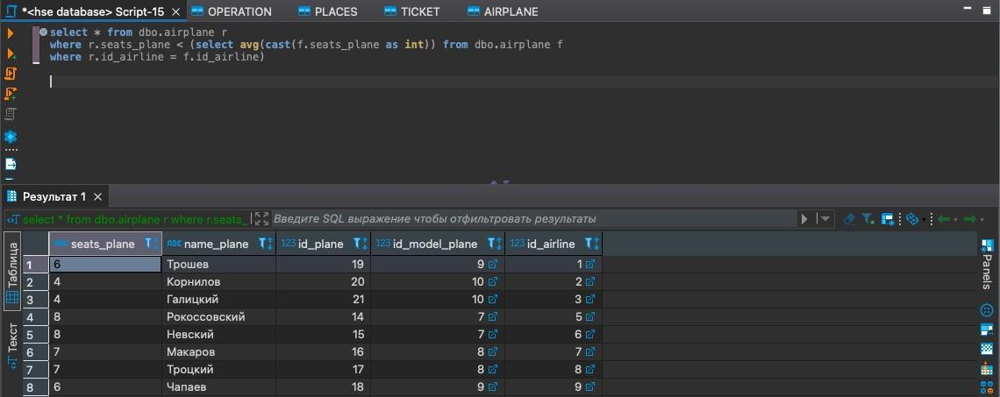 *<hse database> Script-15
OPERATION
PLACES
TICKET
AIRPLANE
select * from dbo.airplane r
where r.seats_plane < (select avg(cast(f.seats_plane as int)) from dbo.airplane f
where r.id_airline = f.id_airline)
Результат 1
select * from dbo.airplane r where r.seats_ Введите SQL выражение чтобы отфильтровать результаты
Таблица
Текст
Panels
ABC seats_plane ABC name_plane 123 id_plane 123 id_model_plane 123 id_airline
1 6 Трошев 19 9 1
2 4 Корнилов 20 10 2
3 4 Галицкий 21 10 3
4 8 Рокоссовский 14 7 5
5 8 Невский 15 7 6
6 7 Макаров 16 8 7
7 7 Троцкий 17 8 8
8 6 Чапаев 18 9 9